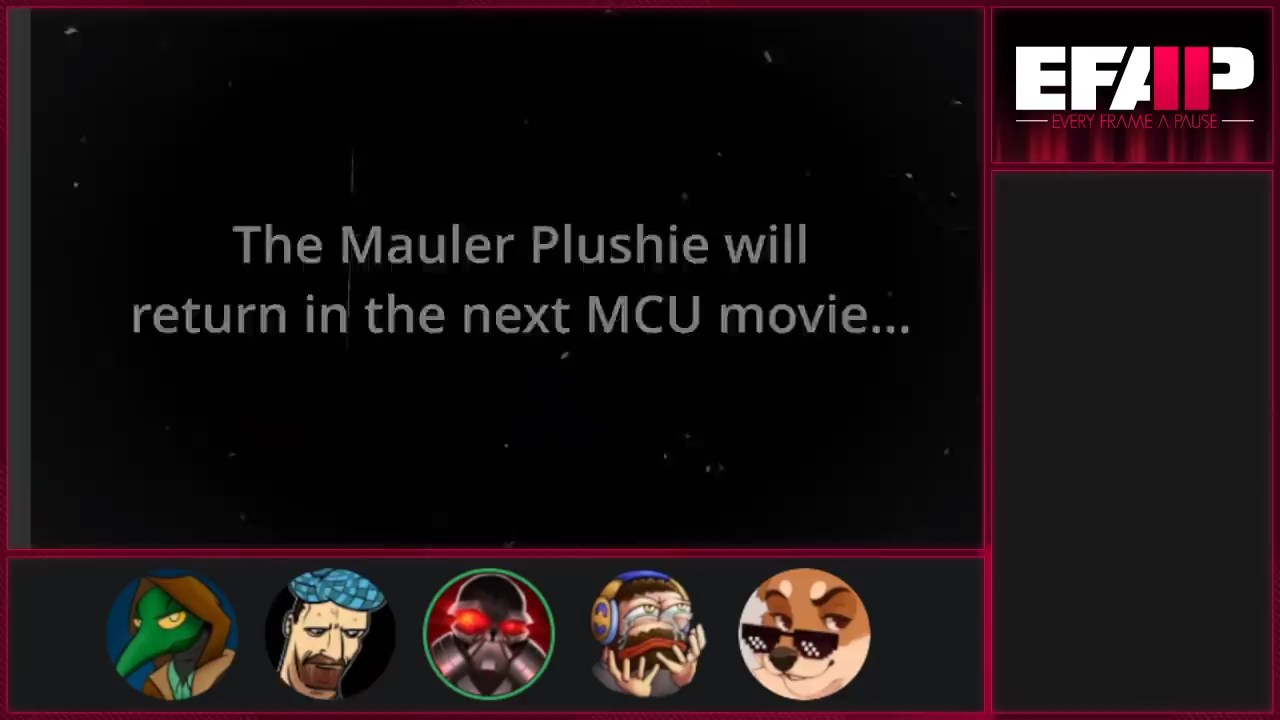 The Mauler Plushie will
return in the next MCU movie...
EFAP
EVERY FRAME A PAUSE